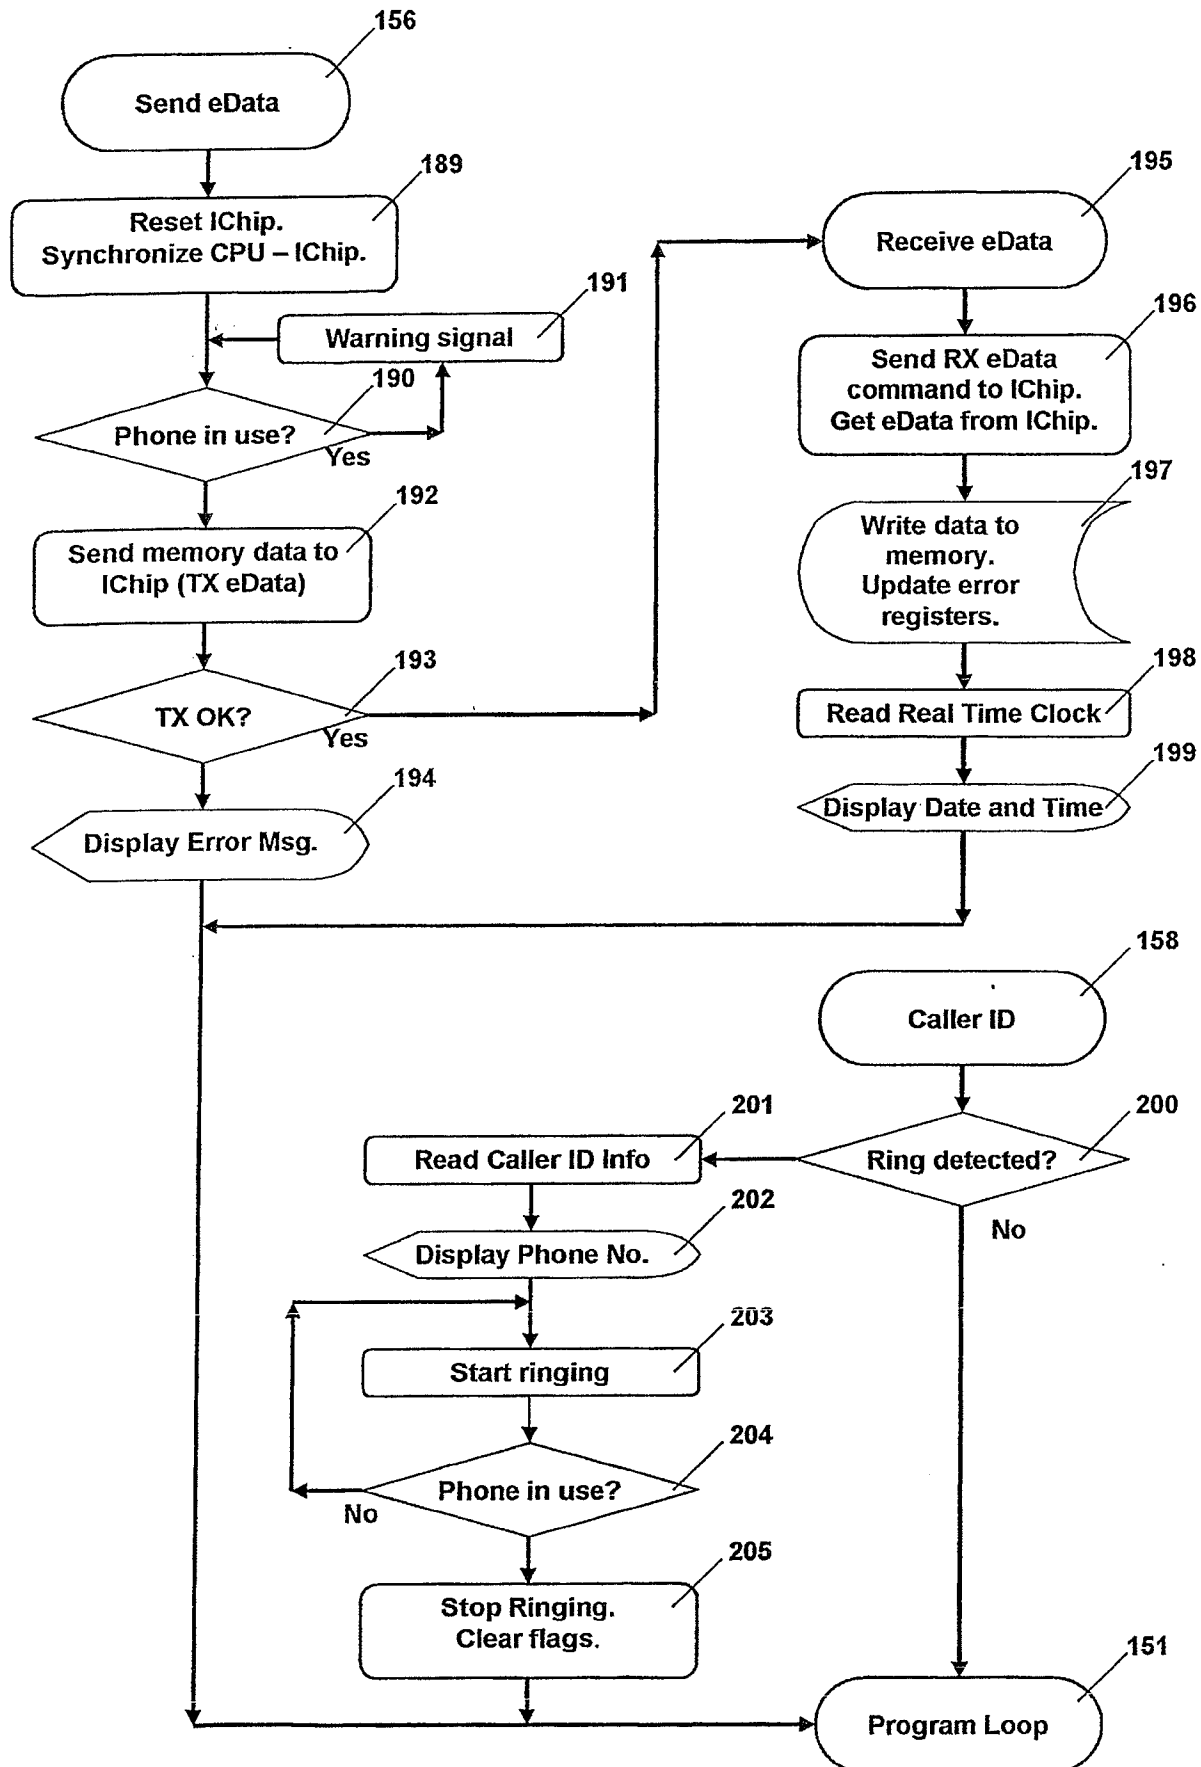 156
Send eData
189
Reset IChip.
Synchronize CPU – IChip.
191
Warning signal
190
Phone in use?
Yes
192
Send memory data to
IChip (TX eData)
193
TX OK?
Yes
194
Display Error Msg.
195
Receive eData
196
Send RX eData
command to IChip.
Get eData from IChip.
197
Write data to
memory.
Update error
registers.
198
Read Real Time Clock
199
Display Date and Time
158
Caller ID
200
Ring detected?
No
201
Read Caller ID Info
202
Display Phone No.
203
Start ringing
204
Phone in use?
No
205
Stop Ringing.
Clear flags.
151
Program Loop